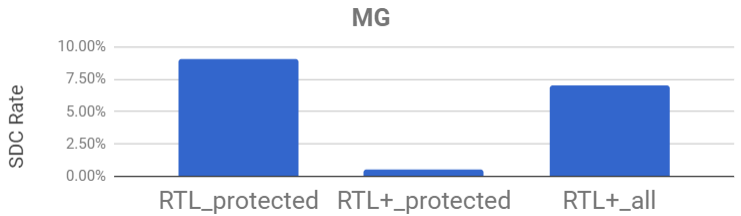 MG
SDC Rate
10.00%
7.50%
5.00%
2.50%
0.00%
RTL_protected RTL+_protected RTL+_all